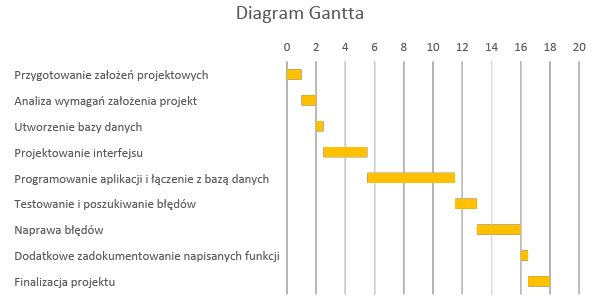 Diagram Gantta
0 2 4 6 8 10 12 14 16 18 20
Przygotowanie założeń projektowych
Analiza wymagań założenia projekt
Utworzenie bazy danych
Projektowanie interfejsu
Programowanie aplikacji i łączenie z bazą danych
Testowanie i poszukiwanie błędów
Naprawa błędów
Dodatkowe zadokumentowanie napisanych funkcji
Finalizacja projektu